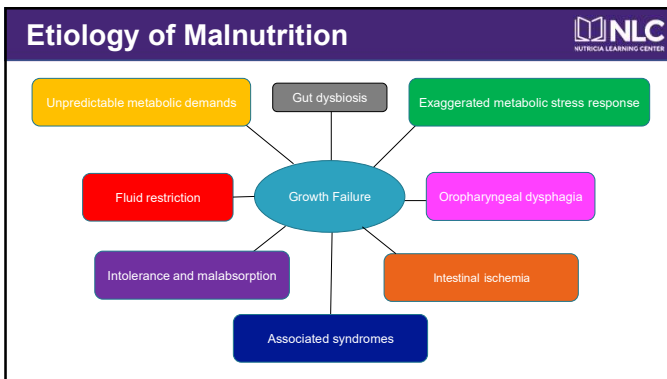 Etiology of Malnutrition
NLC
NUTRICIA LEARNING CENTER
Unpredictable metabolic demands
Gut dysbiosis
Exaggerated metabolic stress response
Fluid restriction
Growth Failure
Oropharyngeal dysphagia
Intolerance and malabsorption
Intestinal ischemia
Associated syndromes